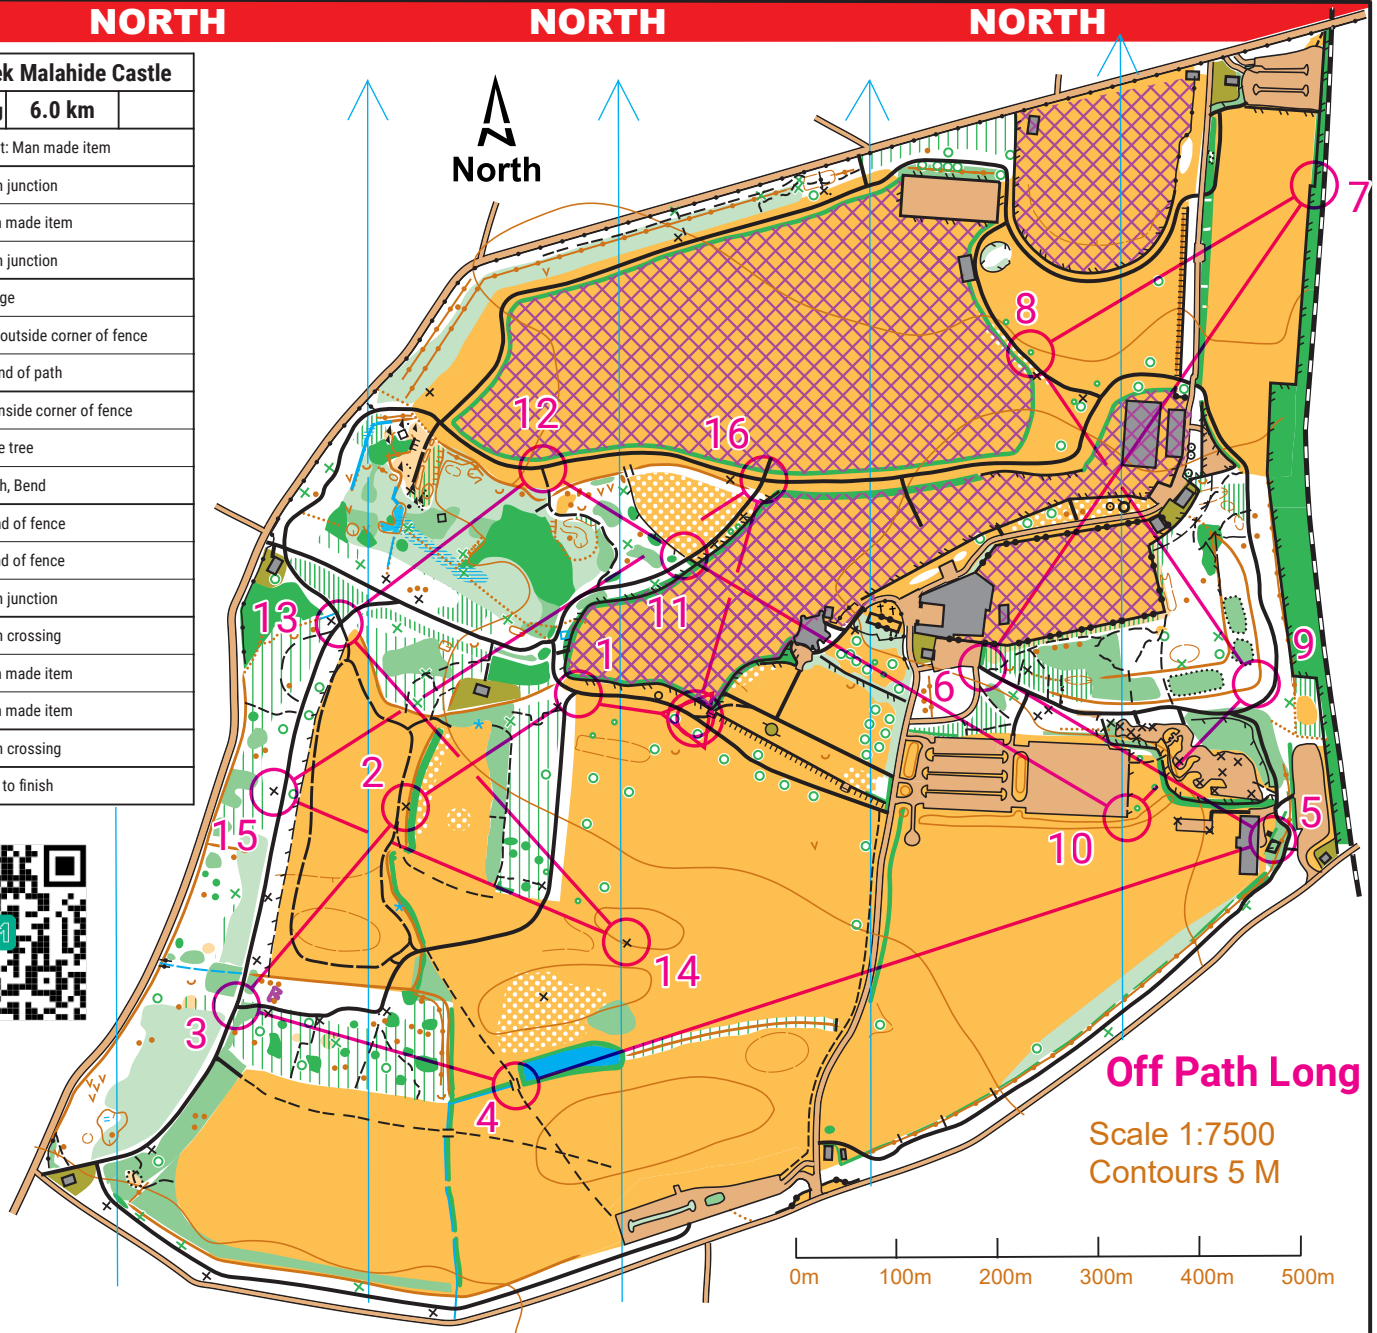 NORTH NORTH NORTH
ek Malahide Castle
g 6.0 km
t: Man made item
n junction
n made item
n junction
ge
outside corner of fence
nd of path
nside corner of fence
e tree
h, Bend
nd of fence
nd of fence
n junction
n crossing
n made item
n made item
n crossing
to finish
North
7
8
12
16
13
11
1
6
9
2
15
5
10
14
3
4
Off Path Long
Scale 1:7500
Contours 5 M
0m 100m 200m 300m 400m 500m